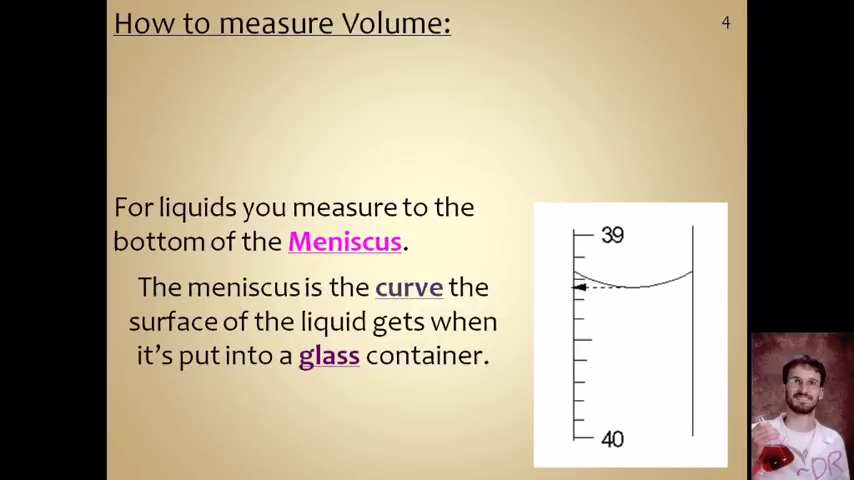 How to measure Volume:
4
For liquids you measure to the
bottom of the Meniscus.
The meniscus is the curve the
surface of the liquid gets when
it's put into a glass container.
39
40
DR